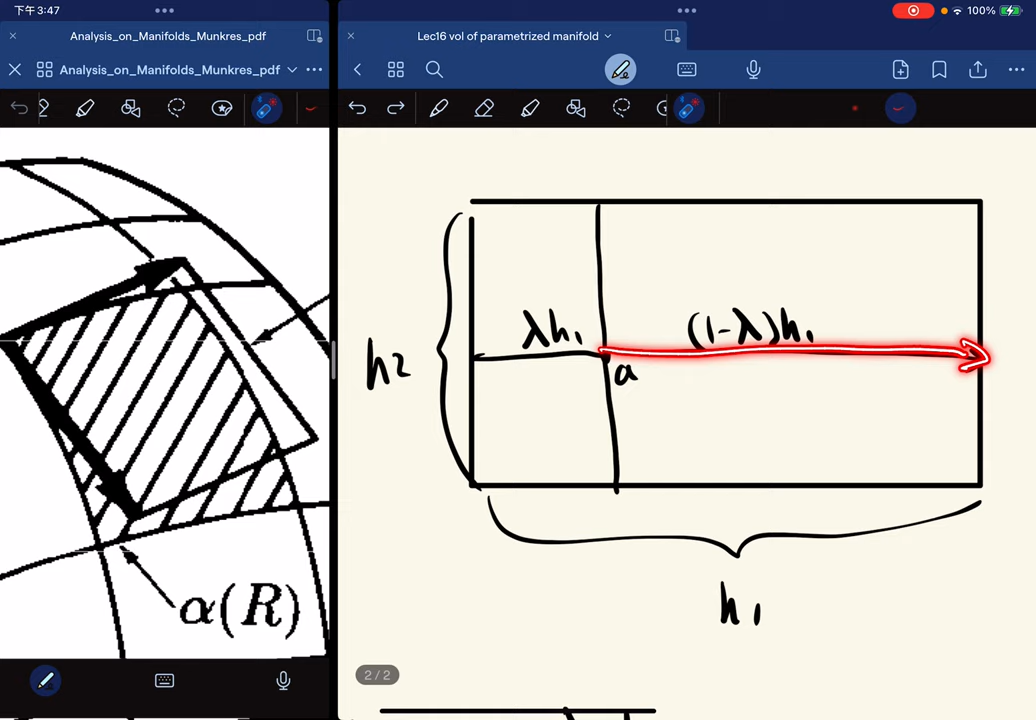 下午3:47
100%
Analysis_on_Manifolds_Munkres_pdf
Lec16 vol of parametrized manifold
Analysis_on_Manifolds_Munkres_pdf
λh₁
(1-λ)h₁
h2
a
h₁
α(R)
2 / 2